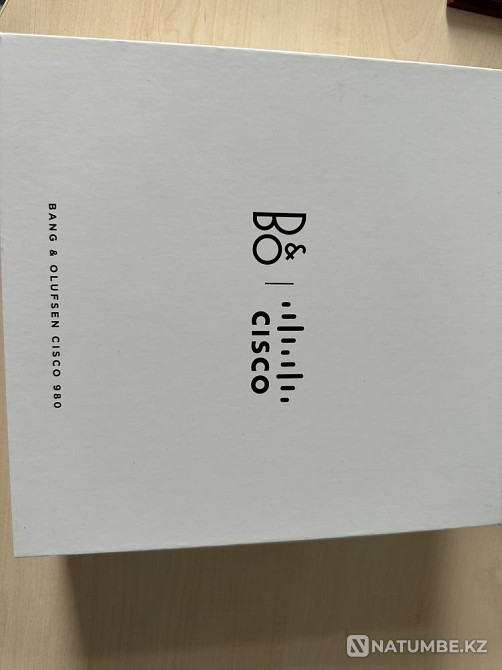 B&O
CISCO
BANG & OLUFSEN CISCO 980
NATUMBE.KZ